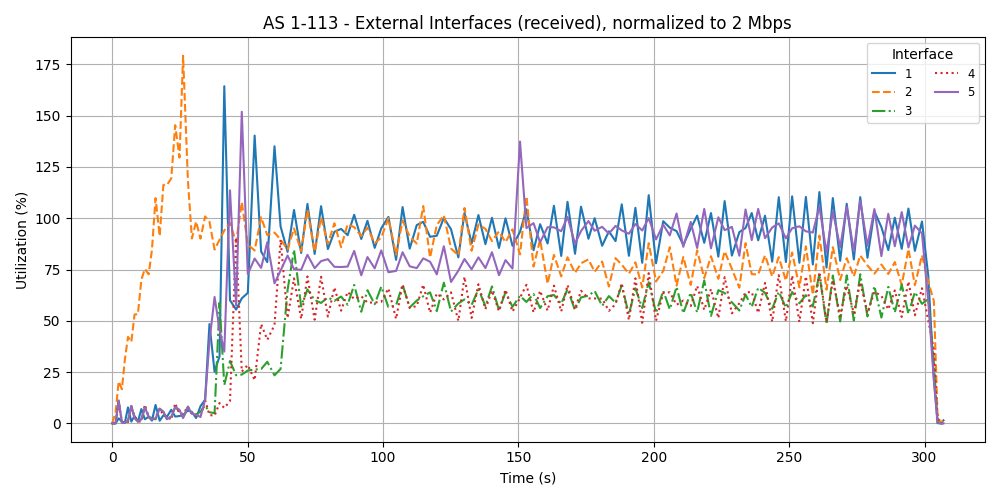 AS 1-113 - External Interfaces (received), normalized to 2 Mbps
Utilization (%)
175
150
125
100
75
50
25
0
0 50 100 150 200 250 300
Time (s)
Interface
1 4
2 5
3